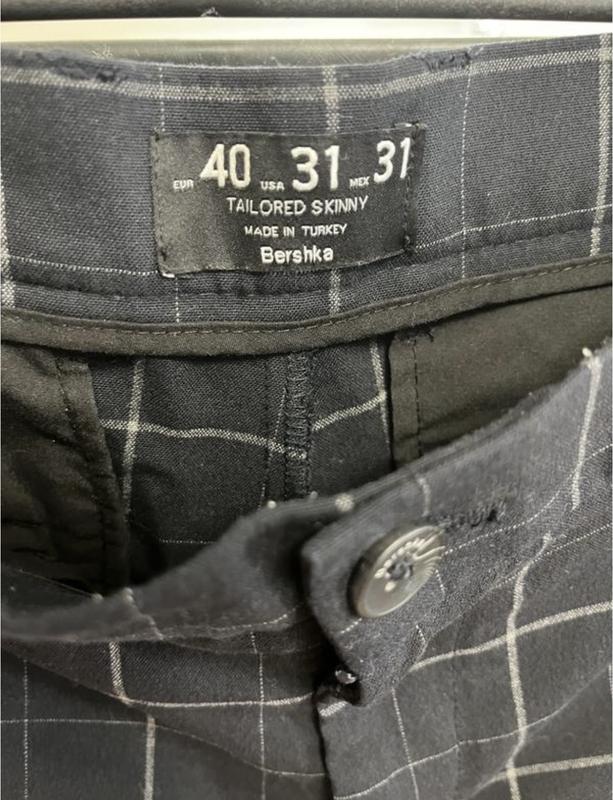 EUR 40 USA 31 MEX 31
TAILORED SKINNY
MADE IN TURKEY
Bershka